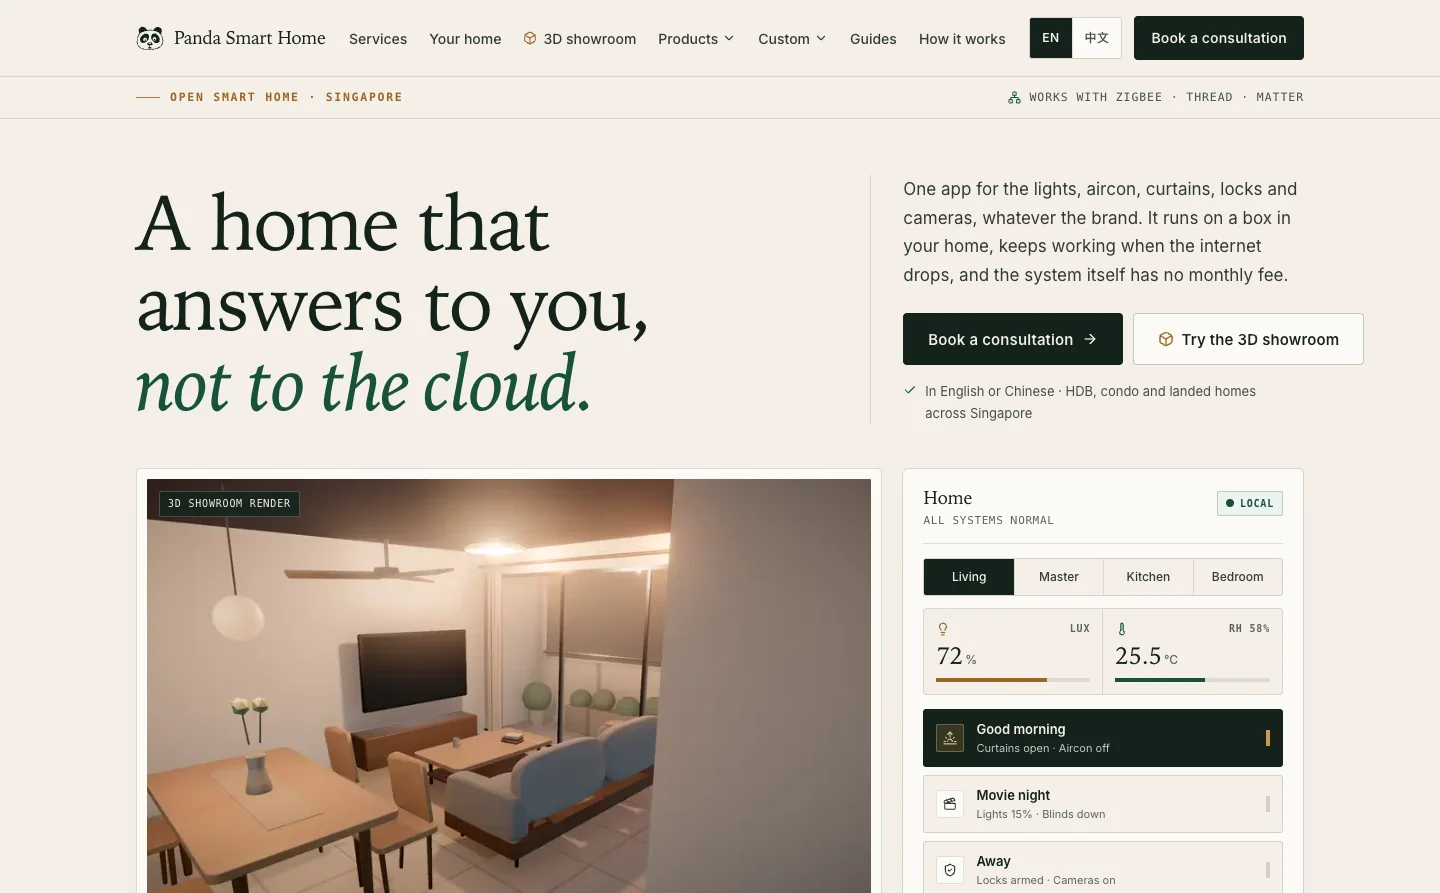 Panda Smart Home
Services
Your home
3D showroom
Products
Custom
Guides
How it works
EN
中文
Book a consultation
OPEN SMART HOME · SINGAPORE
WORKS WITH ZIGBEE · THREAD · MATTER
A home that
answers to you,
not to the cloud.
One app for the lights, aircon, curtains, locks and
cameras, whatever the brand. It runs on a box in
your home, keeps working when the internet
drops, and the system itself has no monthly fee.
Book a consultation
Try the 3D showroom
In English or Chinese · HDB, condo and landed homes
across Singapore
3D SHOWROOM RENDER
Home
LOCAL
ALL SYSTEMS NORMAL
Living
Master
Kitchen
Bedroom
LUX
72 %
RH 58%
25.5 °C
Good morning
Curtains open · Aircon off
Movie night
Lights 15% · Blinds down
Away
Locks armed · Cameras on